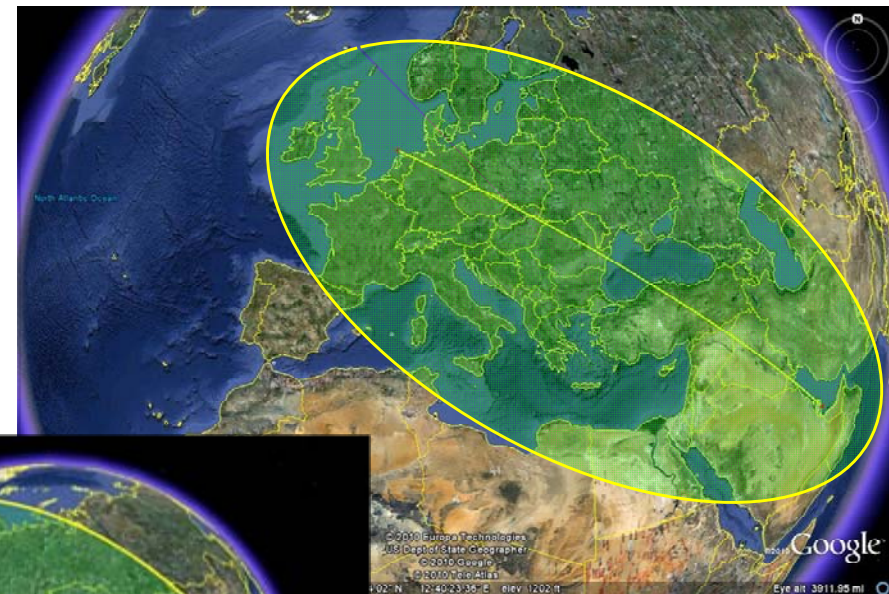 N
North Atlantic Ocean
© 2010 Europa Technologies
US Dept of State Geographer
© 2010 Google
© 2010 Tele Atlas
©2010 Google
12°40'23.36" E elev 1202 ft
Eye alt 3911.95 mi